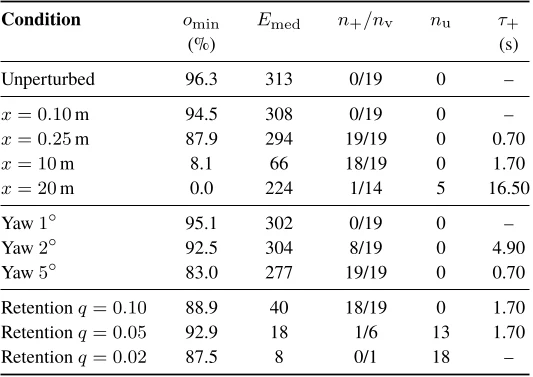 Condition o_min E_med n_+/n_v n_u τ_+
(%) (s)
Unperturbed 96.3 313 0/19 0 –
x = 0.10 m 94.5 308 0/19 0 –
x = 0.25 m 87.9 294 19/19 0 0.70
x = 10 m 8.1 66 18/19 0 1.70
x = 20 m 0.0 224 1/14 5 16.50
Yaw 1° 95.1 302 0/19 0 –
Yaw 2° 92.5 304 8/19 0 4.90
Yaw 5° 83.0 277 19/19 0 0.70
Retention q = 0.10 88.9 40 18/19 0 1.70
Retention q = 0.05 92.9 18 1/6 13 1.70
Retention q = 0.02 87.5 8 0/1 18 –